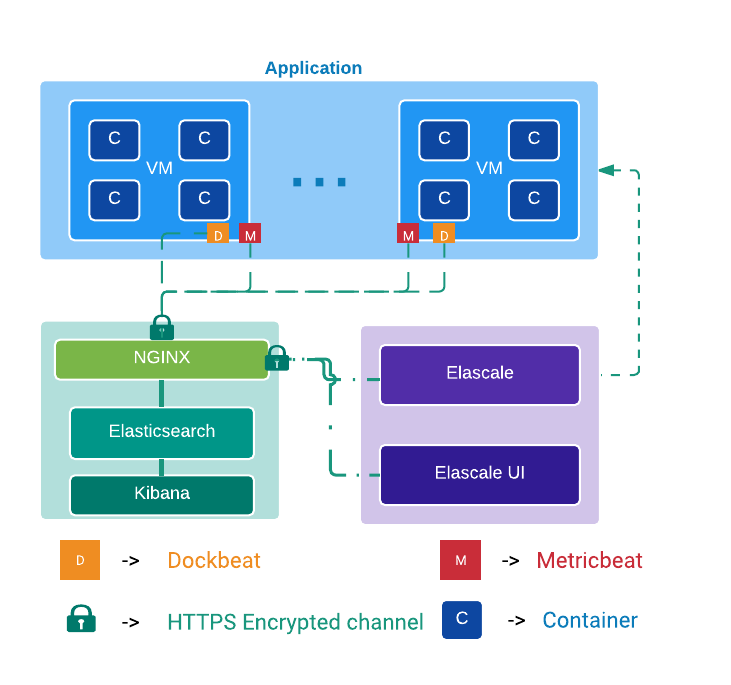 Application
C C C C
VM VM
C C C C
D M M D
NGINX
Elascale
Elasticsearch
Elascale UI
Kibana
D -> Dockbeat M -> Metricbeat
-> HTTPS Encrypted channel C -> Container